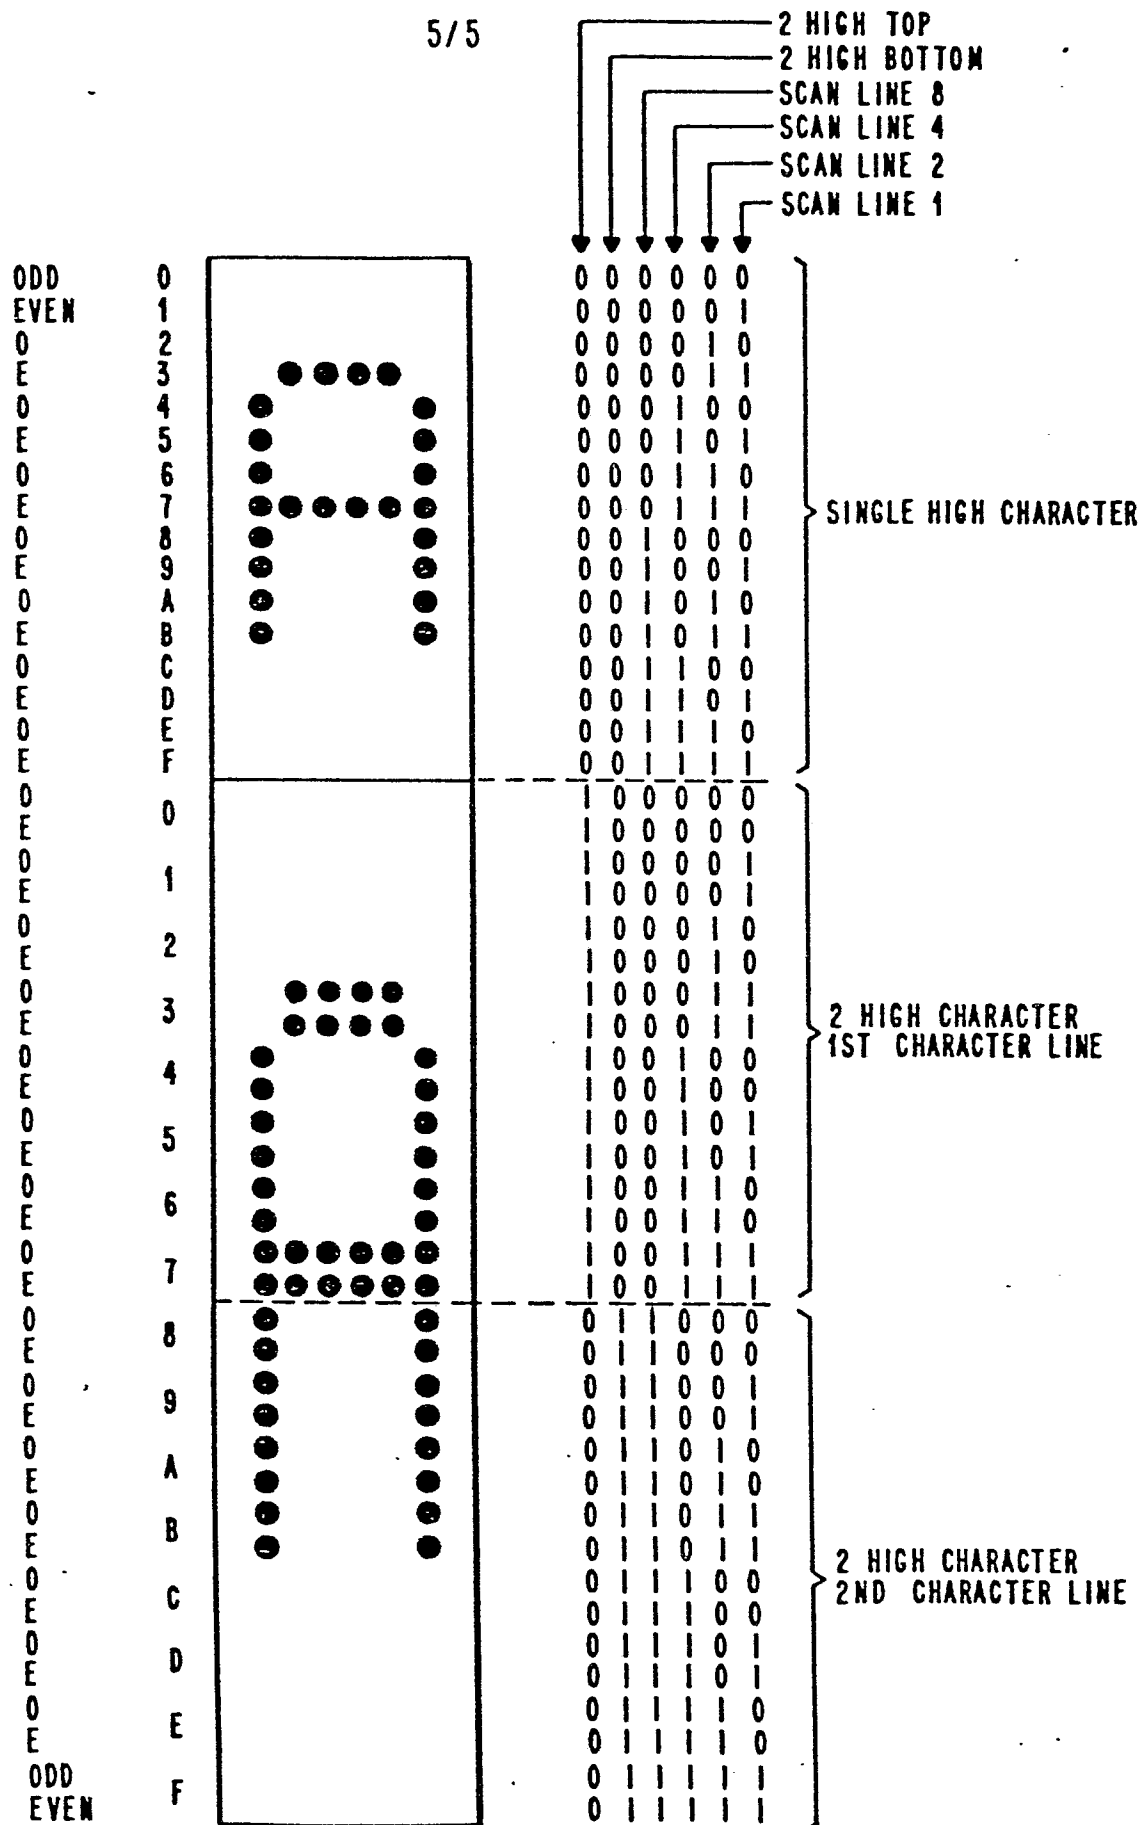 5/5
2 HIGH TOP
2 HIGH BOTTOM
SCAN LINE 8
SCAN LINE 4
SCAN LINE 2
SCAN LINE 1
ODD 0 0 0 0 0 0 0
EVEN 1 0 0 0 0 0 1
O 2 0 0 0 0 1 0
E 3 0 0 0 0 1 1
O 4 0 0 0 1 0 0
E 5 0 0 0 1 0 1
O 6 0 0 0 1 1 0
E 7 0 0 0 1 1 1
SINGLE HIGH CHARACTER
O 8 0 0 1 0 0 0
E 9 0 0 1 0 0 1
O A 0 0 1 0 1 0
E B 0 0 1 0 1 1
O C 0 0 1 1 0 0
E D 0 0 1 1 0 1
O E 0 0 1 1 1 0
E F 0 0 1 1 1 1
O 0 1 0 0 0 0 0
E 1 0 0 0 0 0
O 1 1 0 0 0 0 1
E 1 0 0 0 0 1
O 2 1 0 0 0 1 0
E 1 0 0 0 1 0
O 3 1 0 0 0 1 1
E 1 0 0 0 1 1
2 HIGH CHARACTER
1ST CHARACTER LINE
O 4 1 0 0 1 0 0
E 1 0 0 1 0 0
O 5 1 0 0 1 0 1
E 1 0 0 1 0 1
O 6 1 0 0 1 1 0
E 1 0 0 1 1 0
O 7 1 0 0 1 1 1
E 1 0 0 1 1 1
O 8 0 1 1 0 0 0
E 0 1 1 0 0 0
O 9 0 1 1 0 0 1
E 0 1 1 0 0 1
O A 0 1 1 0 1 0
E 0 1 1 0 1 0
O B 0 1 1 0 1 1
E 0 1 1 0 1 1
2 HIGH CHARACTER
2ND CHARACTER LINE
O C 0 1 1 1 0 0
E 0 1 1 1 0 0
O D 0 1 1 1 0 1
E 0 1 1 1 0 1
O E 0 1 1 1 1 0
E 0 1 1 1 1 0
ODD F 0 1 1 1 1 1
EVEN 0 1 1 1 1 1